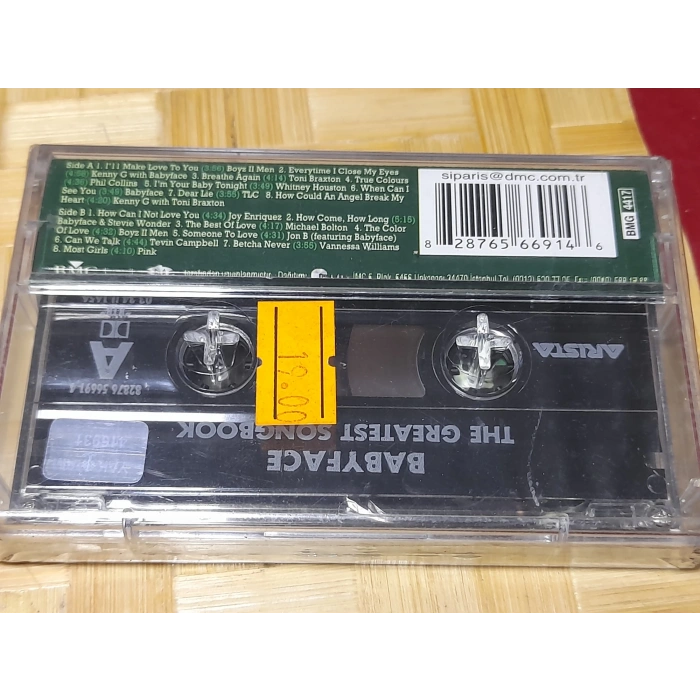 Side A 1. I'll Make Love To You (3:56) Boyz II Men 2. Everytime I Close My Eyes
(4:58) Kenny G with Babyface 3. Breathe Again (4:14) Toni Braxton 4. True Colours
(4:36) Phil Collins 5. I'm Your Baby Tonight (3:49) Whitney Houston 6. When Can I
See You (3:49) Babyface 7. Dear Lie (3:55) TLC 8. How Could An Angel Break My
Heart (4:20) Kenny G with Toni Braxton
Side B 1. How Can I Not Love You (4:34) Joy Enriquez 2. How Come, How Long (5:15)
Babyface & Stevie Wonder 3. The Best Of Love (4:17) Michael Bolton 4. The Color
Of Love (4:32) Boyz II Men 5. Someone To Love (4:31) Jon B (featuring Babyface)
6. Can We Talk (4:44) Tevin Campbell 7. Betcha Never (3:55) Vannessa Williams
8. Most Girls (4:10) Pink
siparis@dmc.com.tr
8 28765 66914 6
BMG 4417
BMG
A
ARISTA
19.00
BABYFACE
THE GREATEST SONGBOOK